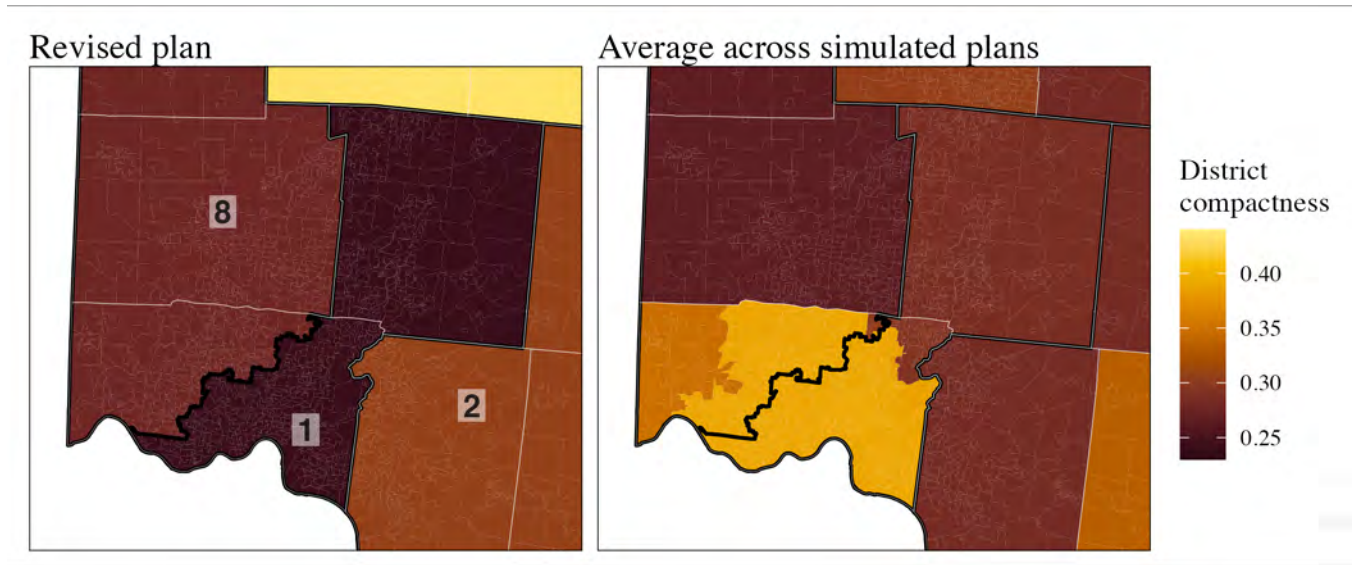 Revised plan
Average across simulated plans
8
1
2
District
compactness
0.40
0.35
0.30
0.25